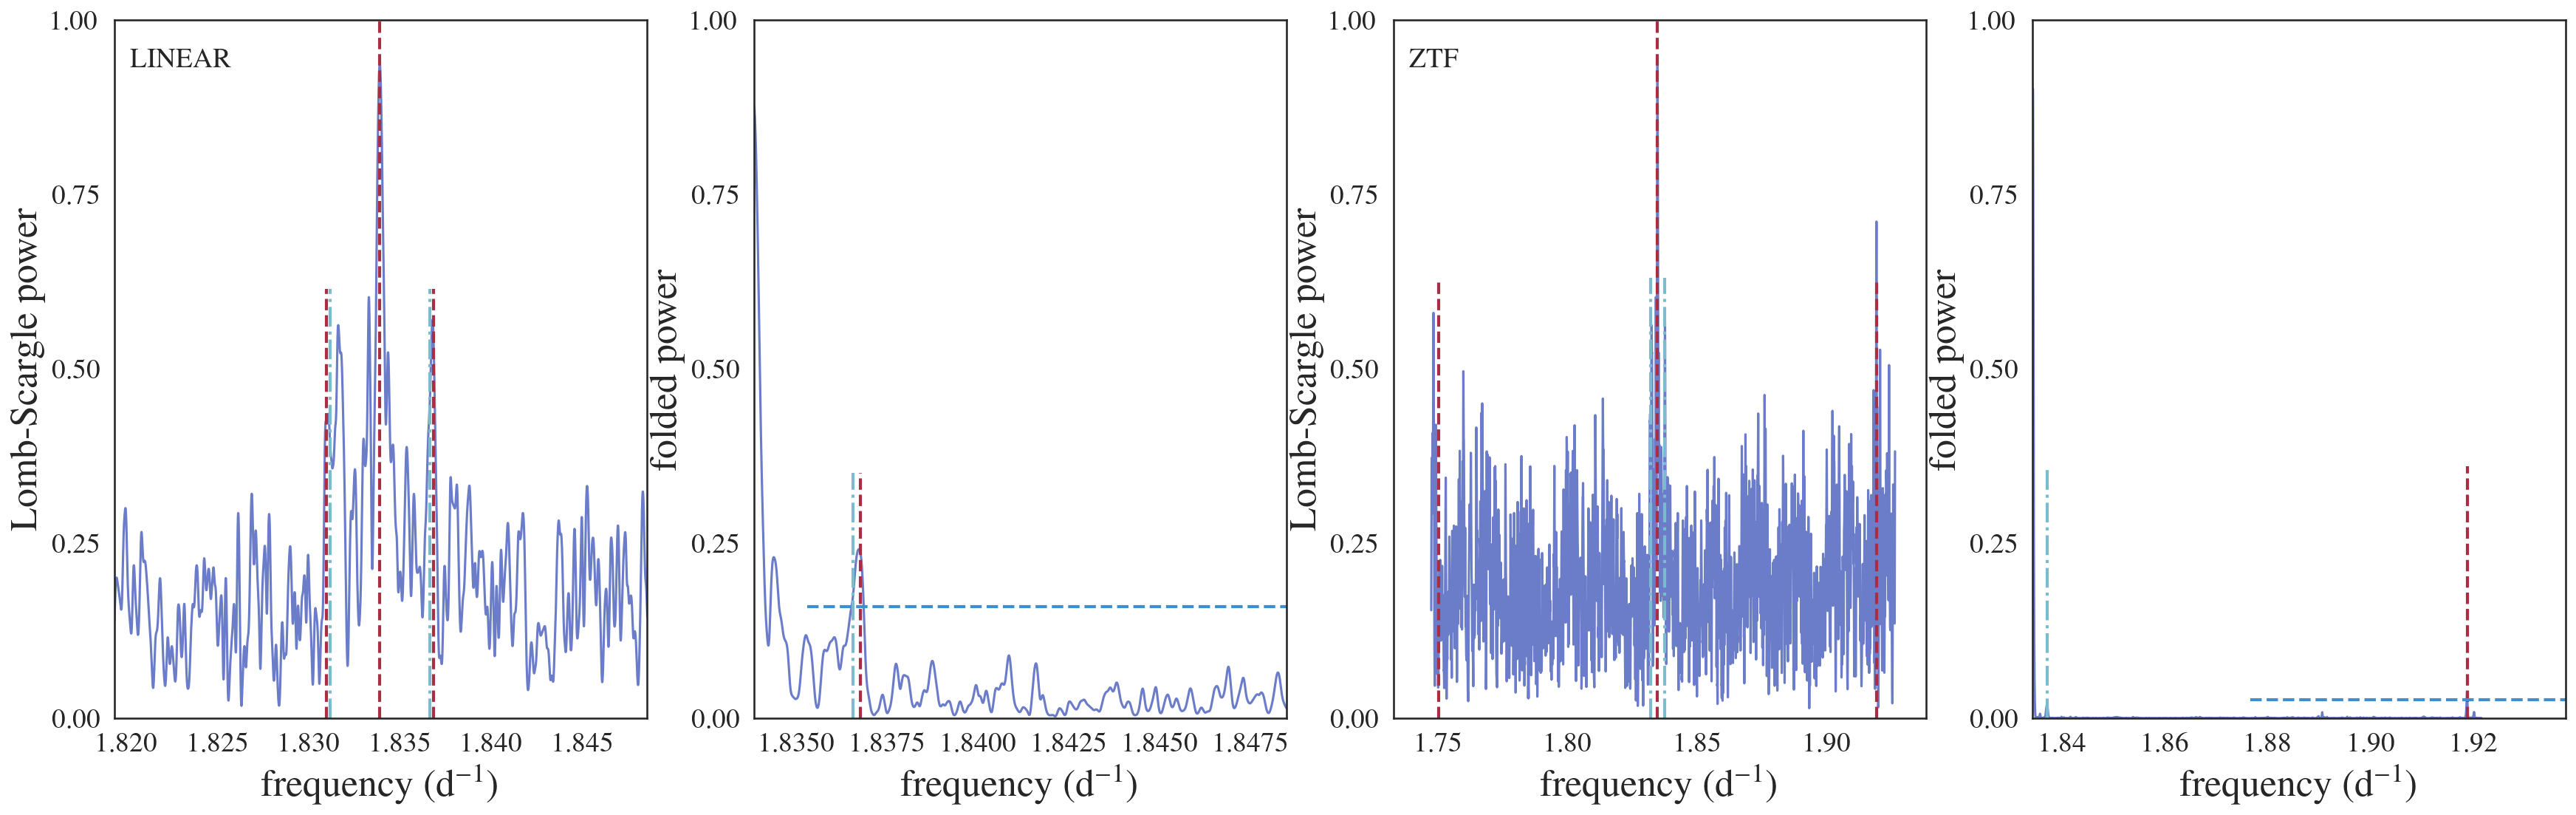 LINEAR
Lomb-Scargle power
1.00
0.75
0.50
0.25
0.00
1.820 1.825 1.830 1.835 1.840 1.845
frequency (d⁻¹)
folded power
1.00
0.75
0.50
0.25
0.00
1.8350 1.8375 1.8400 1.8425 1.8450 1.8475
frequency (d⁻¹)
ZTF
Lomb-Scargle power
1.00
0.75
0.50
0.25
0.00
1.75 1.80 1.85 1.90
frequency (d⁻¹)
folded power
1.00
0.75
0.50
0.25
0.00
1.84 1.86 1.88 1.90 1.92
frequency (d⁻¹)